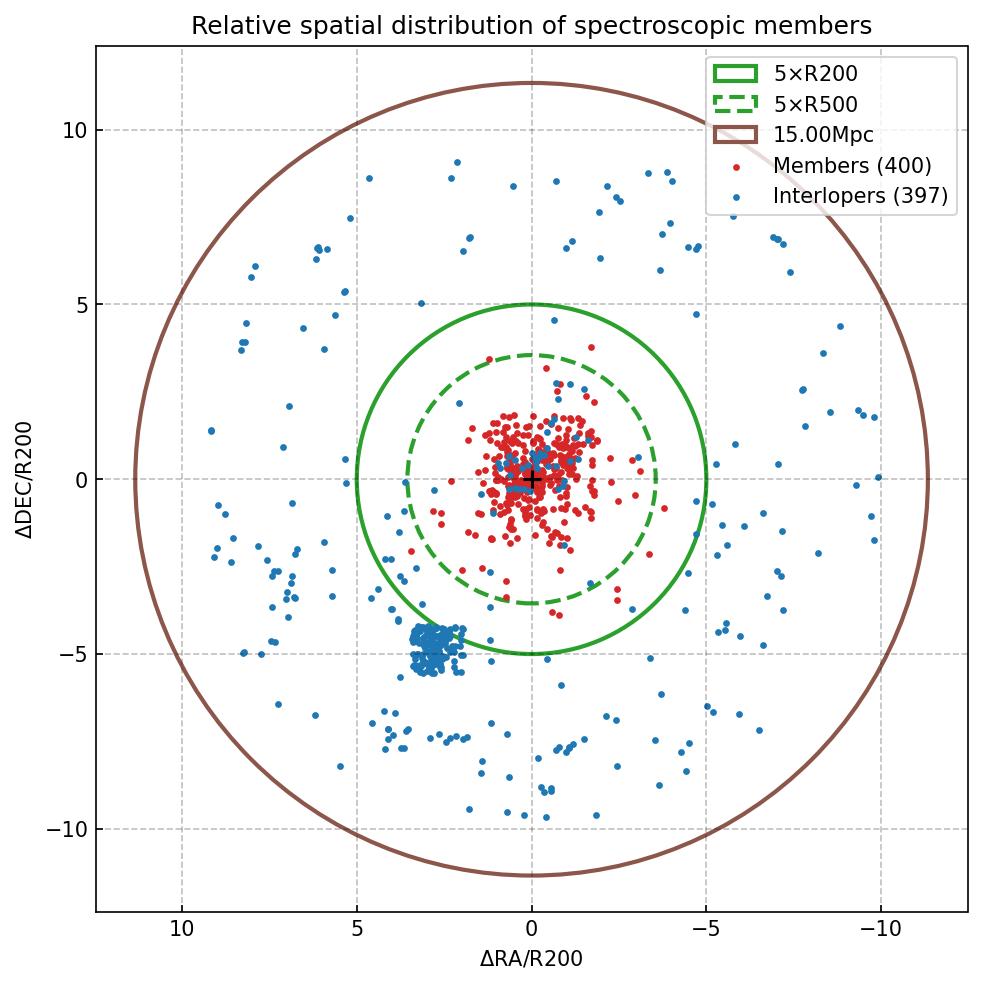 Relative spatial distribution of spectroscopic members
5×R200
5×R500
15.00Mpc
Members (400)
Interlopers (397)
10
5
0
−5
−10
ΔDEC/R200
10
5
0
−5
−10
ΔRA/R200